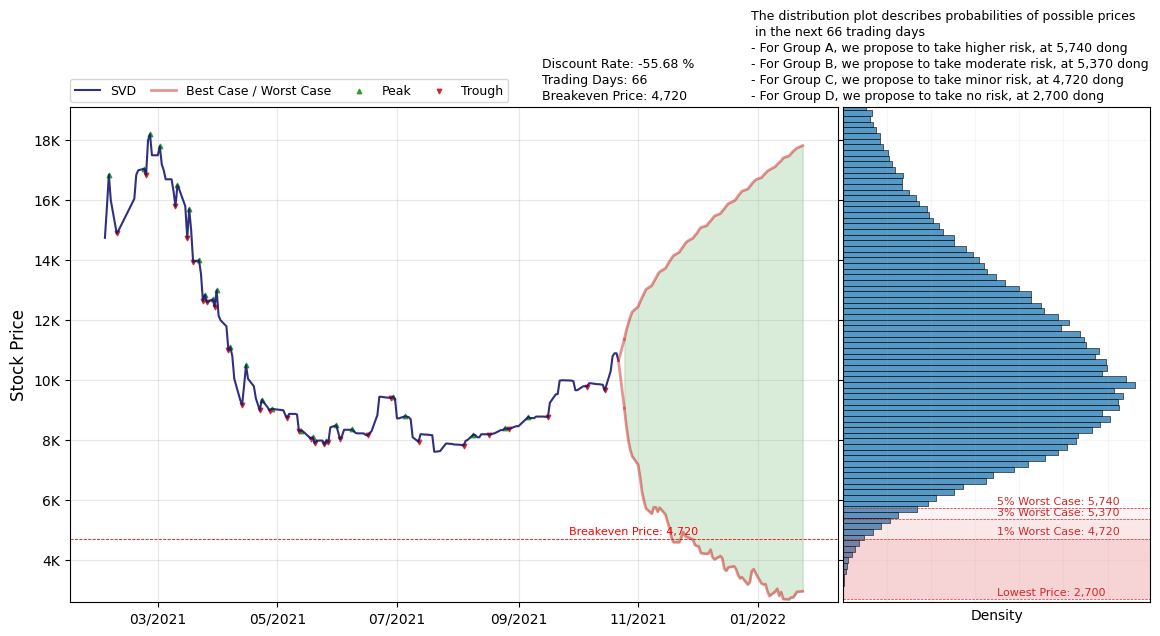 The distribution plot describes probabilities of possible prices
in the next 66 trading days
- For Group A, we propose to take higher risk, at 5,740 dong
- For Group B, we propose to take moderate risk, at 5,370 dong
- For Group C, we propose to take minor risk, at 4,720 dong
- For Group D, we propose to take no risk, at 2,700 dong
Discount Rate: -55.68 %
Trading Days: 66
Breakeven Price: 4,720
SVD
Best Case / Worst Case
Peak
Trough
Stock Price
18K
16K
14K
12K
10K
8K
6K
4K
Breakeven Price: 4,720
03/2021
05/2021
07/2021
09/2021
11/2021
01/2022
5% Worst Case: 5,740
3% Worst Case: 5,370
1% Worst Case: 4,720
Lowest Price: 2,700
Density